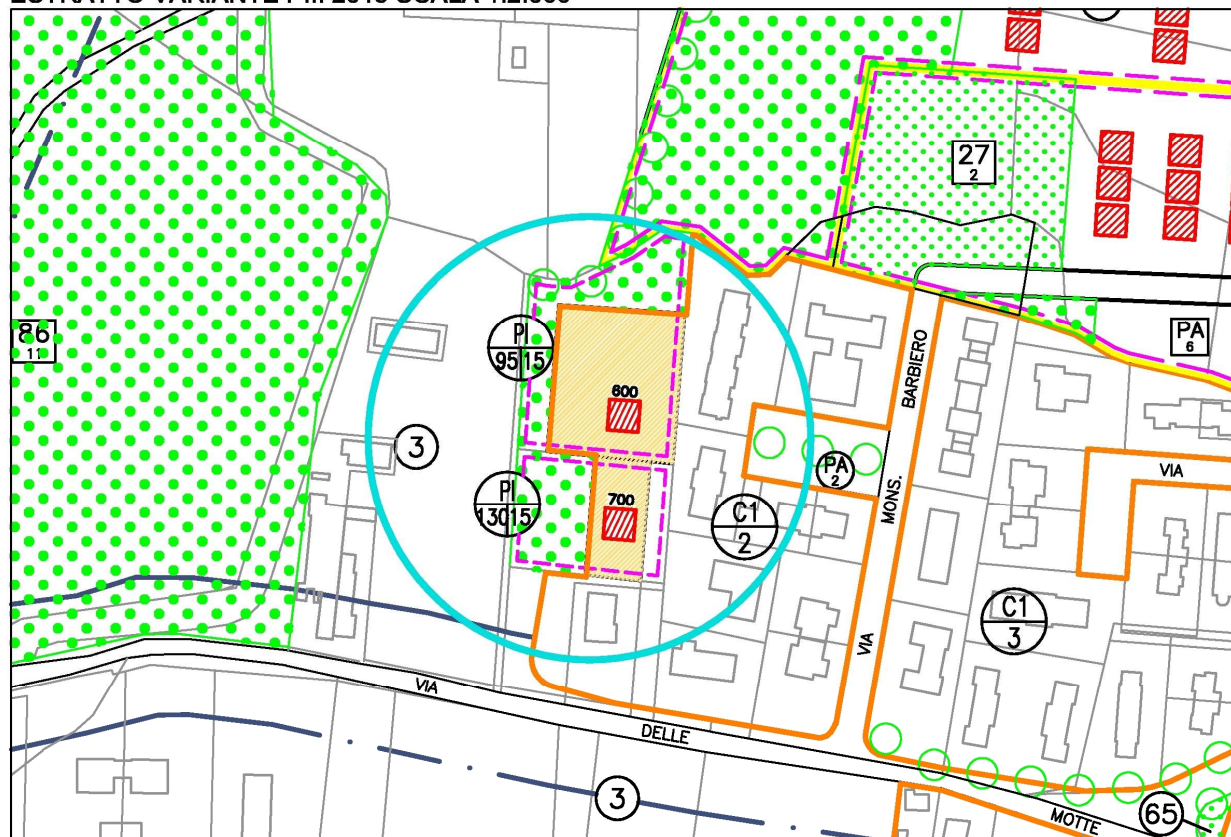 27
2
86
11
PA
6
PI
95 15
600
BARBIERO
3
PA
2
VIA
PI
130 15
700
MONS.
C1
2
C1
3
VIA
VIA
DELLE
3
65
MOTTE